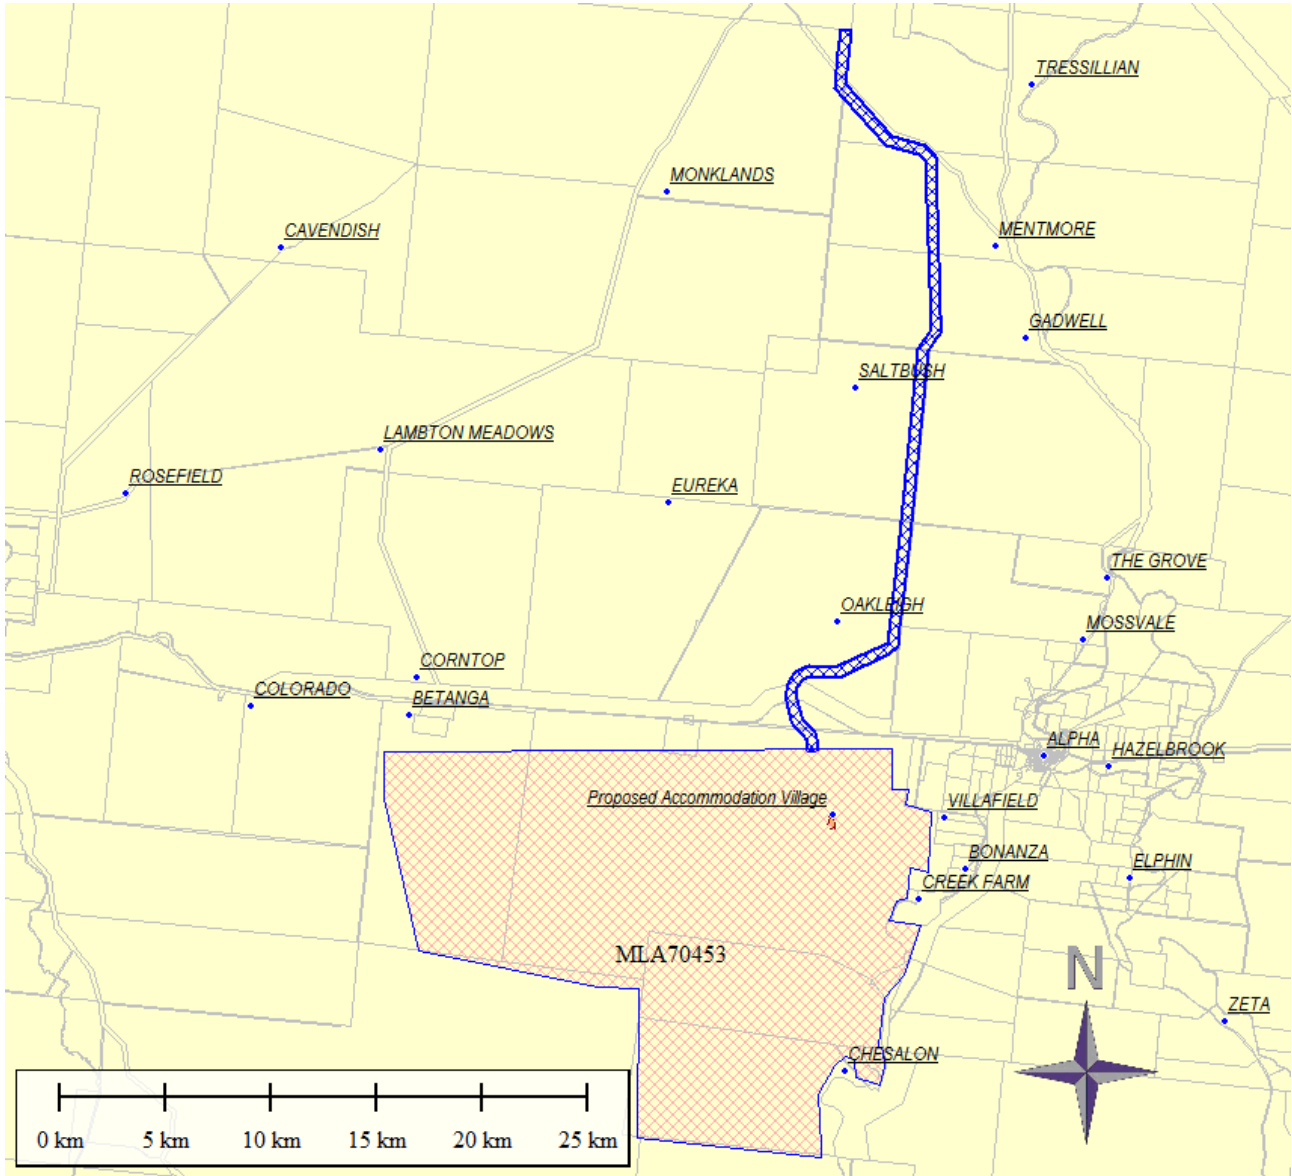 TRESSILLIAN
MONKLANDS
CAVENDISH
MENTMORE
GADWELL
SALTBUSH
LAMBTON MEADOWS
ROSEFIELD
EUREKA
THE GROVE
OAKLEIGH
MOSSVALE
CORNTOP
COLORADO
BETANGA
ALPHA
HAZELBROOK
Proposed Accommodation Village
VILLAFIELD
BONANZA
ELPHIN
CREEK FARM
MLA70453
N
ZETA
CHESALON
0 km 5 km 10 km 15 km 20 km 25 km